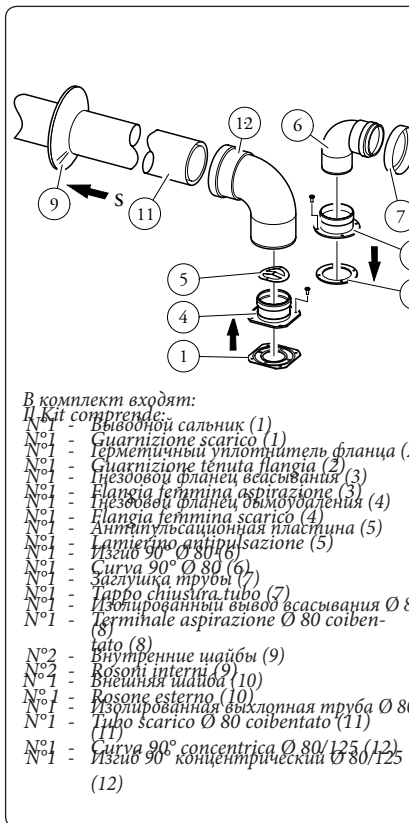 12
6
9
S
11
7
5
4
1
В комплект входят:
Il Kit comprende:
N°1 - Выводной сальник (1)
N°1 - Guarnizione scarico (1)
N°1 - Герметичный уплотнитель фланца (2
N°1 - Guarnizione tenuta flangia (2)
N°1 - Гнездовой фланец всасывания (3)
N°1 - Flangia femmina aspirazione (3)
N°1 - Гнездовой фланец дымоудаления (4)
N°1 - Flangia femmina scarico (4)
N°1 - Антипульсационная пластина (5)
N°1 - Lamierino antipulsazione (5)
N°1 - Изгиб 90° Ø 80 (6)
N°1 - Curva 90° Ø 80 (6)
N°1 - Заглушка трубы (7)
N°1 - Tappo chiusura tubo (7)
N°1 - Изолированный вывод всасывания Ø 8
N°1 - Terminale aspirazione Ø 80 coiben-
(8)
tato (8)
N°2 - Внутренние шайбы (9)
N°2 - Rosoni interni (9)
N°1 - Внешняя шайба (10)
N°1 - Rosone esterno (10)
N°1 - Изолированная выхлопная труба Ø 80
N°1 - Tubo scarico Ø 80 coibentato (11)
(11)
N°1 - Curva 90° concentrica Ø 80/125 (12)
N°1 - Изгиб 90° концентрический Ø 80/125
(12)